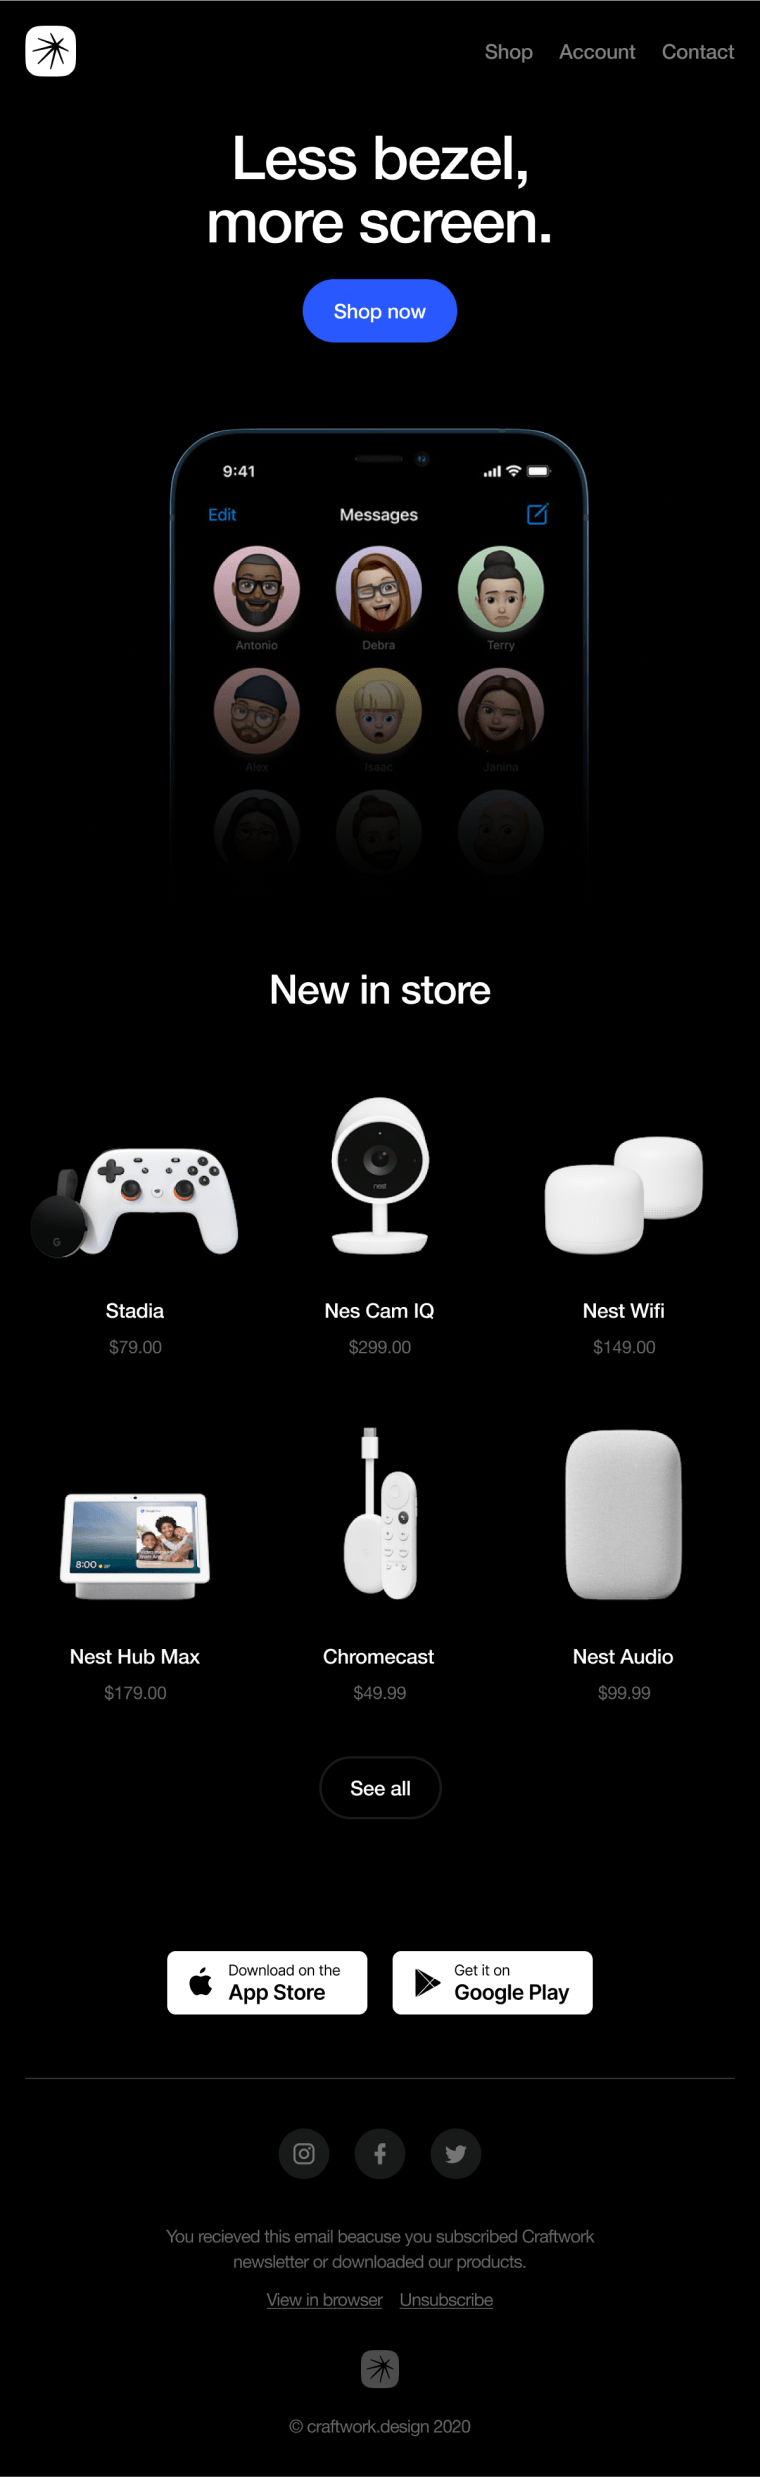 Shop Account Contact
Less bezel,
more screen.
Shop now
9:41
Edit Messages
Antonio Debra Terry
Alex Isaac Janina
New in store
G
nest
Stadia Nes Cam IQ Nest Wifi
$79.00 $299.00 $149.00
8:00
Nest Hub Max Chromecast Nest Audio
$179.00 $49.99 $99.99
See all
Download on the
App Store
Get it on
Google Play
You recieved this email beacuse you subscribed Craftwork
newsletter or downloaded our products.
View in browser Unsubscribe
© craftwork.design 2020